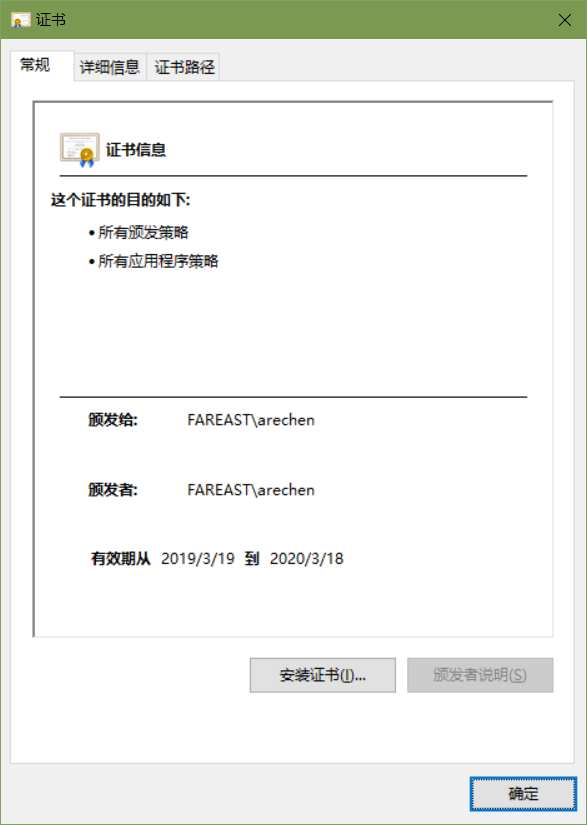 证书
常规 详细信息 证书路径
证书信息
这个证书的目的如下:
• 所有颁发策略
• 所有应用程序策略
颁发给: FAREAST\arechen
颁发者: FAREAST\arechen
有效期从 2019/3/19 到 2020/3/18
安装证书(I)... 颁发者说明(S)
确定